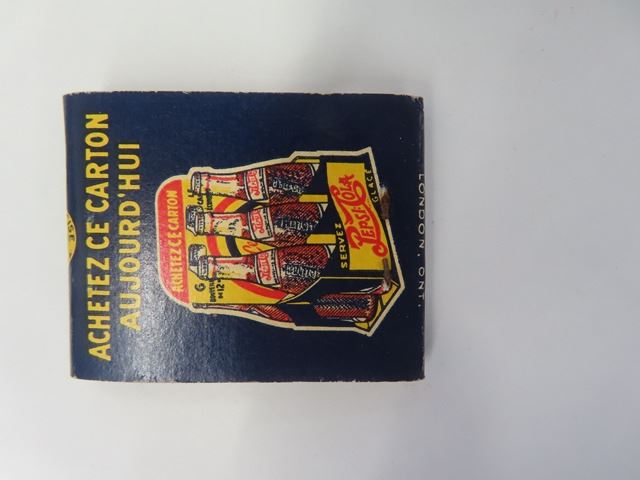 ACHETEZ CE CARTON
AUJOURD'HUI
ACHETEZ CE CARTON
6
SERVEZ
PEPSI-COLA
GLACÉ
LONDON, ONT.